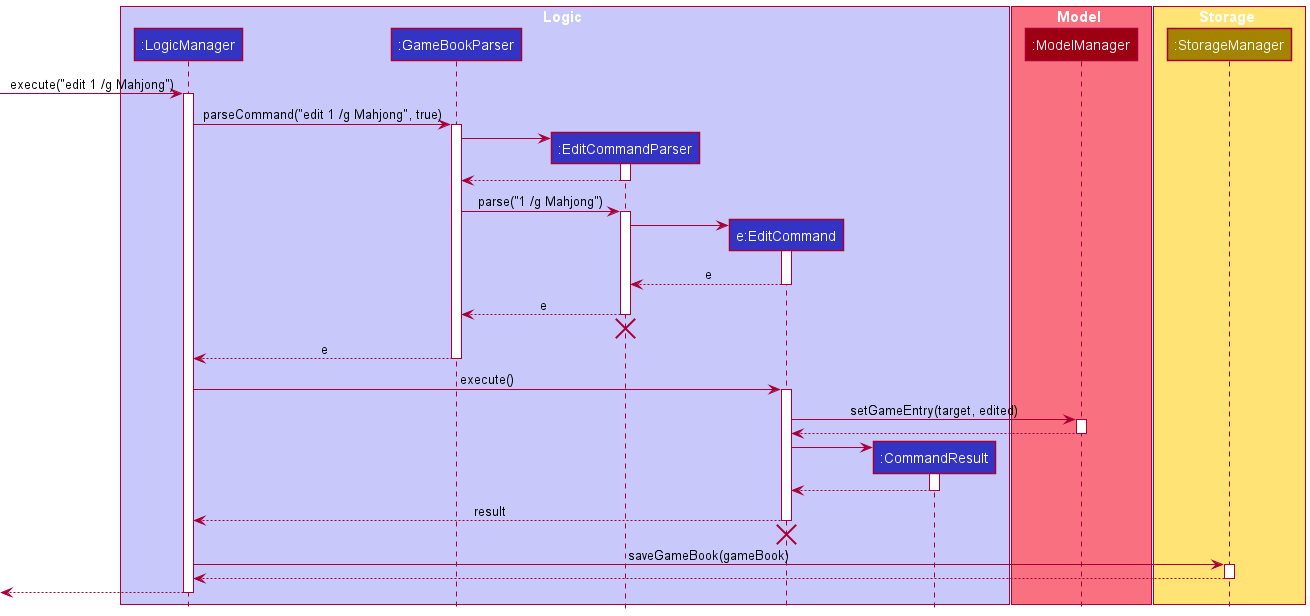 Logic
Model
Storage
:LogicManager
:GameBookParser
:ModelManager
:StorageManager
execute("edit 1 /g Mahjong")
parseCommand("edit 1 /g Mahjong", true)
:EditCommandParser
parse("1 /g Mahjong")
e:EditCommand
e
e
e
execute()
setGameEntry(target, edited)
:CommandResult
result
saveGameBook(gameBook)